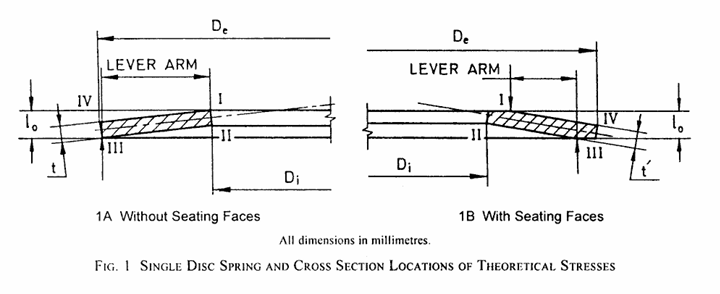 De De
LEVER ARM LEVER ARM
IV I I IV
lo II II lo
III III
t Di Di t′
1A Without Seating Faces 1B With Seating Faces
All dimensions in millimetres.
FIG. 1 SINGLE DISC SPRING AND CROSS SECTION LOCATIONS OF THEORETICAL STRESSES